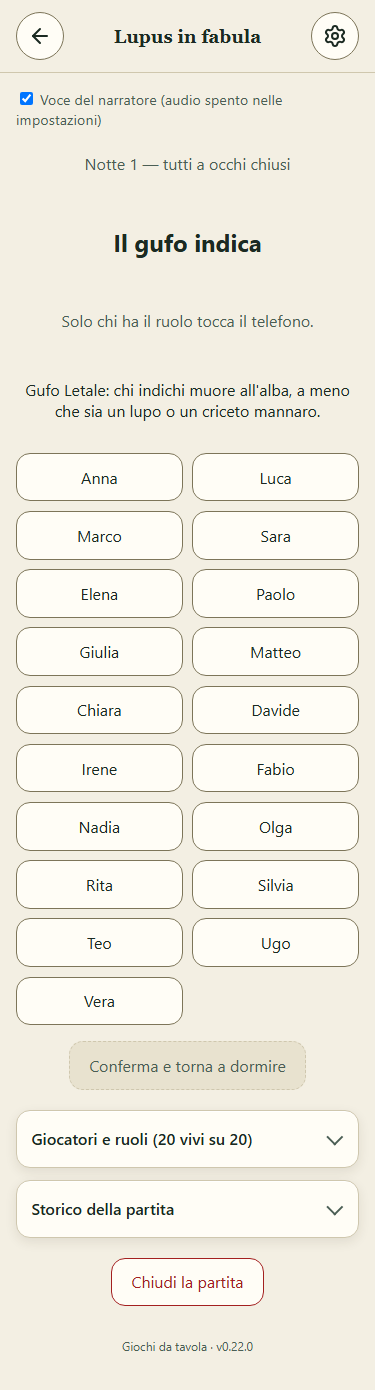 Lupus in fabula
Voce del narratore (audio spento nelle
impostazioni)
Notte 1 — tutti a occhi chiusi
Il gufo indica
Solo chi ha il ruolo tocca il telefono.
Gufo Letale: chi indichi muore all'alba, a meno
che sia un lupo o un criceto mannaro.
Anna
Luca
Marco
Sara
Elena
Paolo
Giulia
Matteo
Chiara
Davide
Irene
Fabio
Nadia
Olga
Rita
Silvia
Teo
Ugo
Vera
Conferma e torna a dormire
Giocatori e ruoli (20 vivi su 20)
Storico della partita
Chiudi la partita
Giochi da tavola · v0.22.0